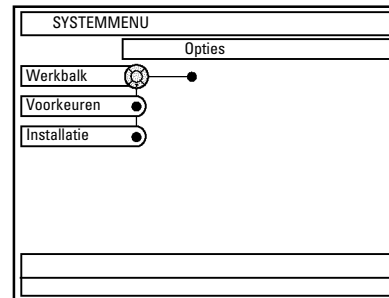 SYSTEMMENU
Opties
Werkbalk
Voorkeuren
Installatie